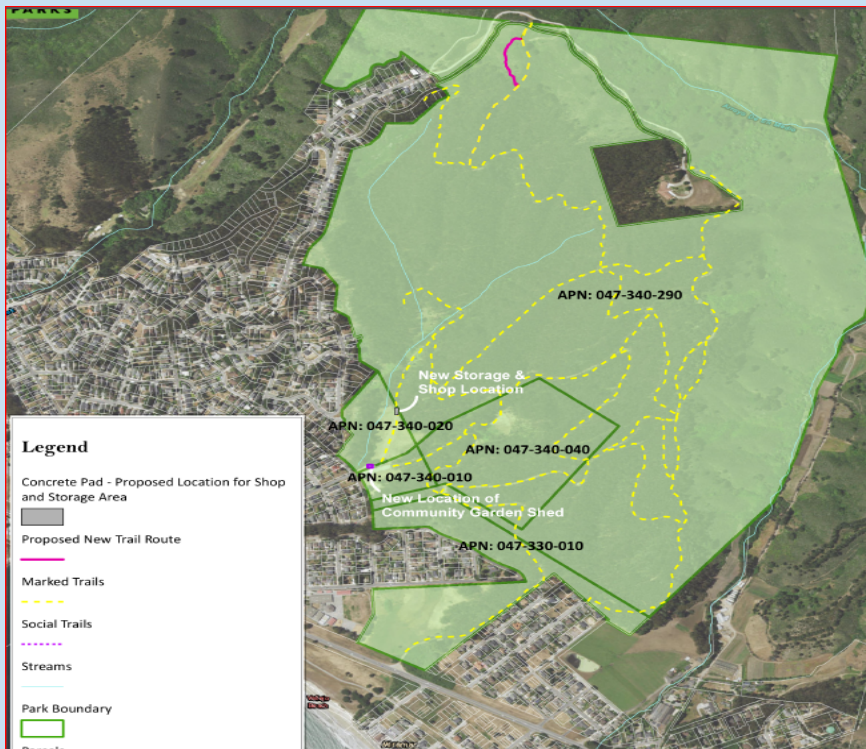 PARKS
APN: 047-340-290
New Storage &
Shop Location
APN: 047-340-020
APN: 047-340-040
APN: 047-340-010
New Location of
Community Garden Shed
APN: 047-330-010
Legend
Concrete Pad - Proposed Location for Shop
and Storage Area
Proposed New Trail Route
Marked Trails
Social Trails
Streams
Park Boundary